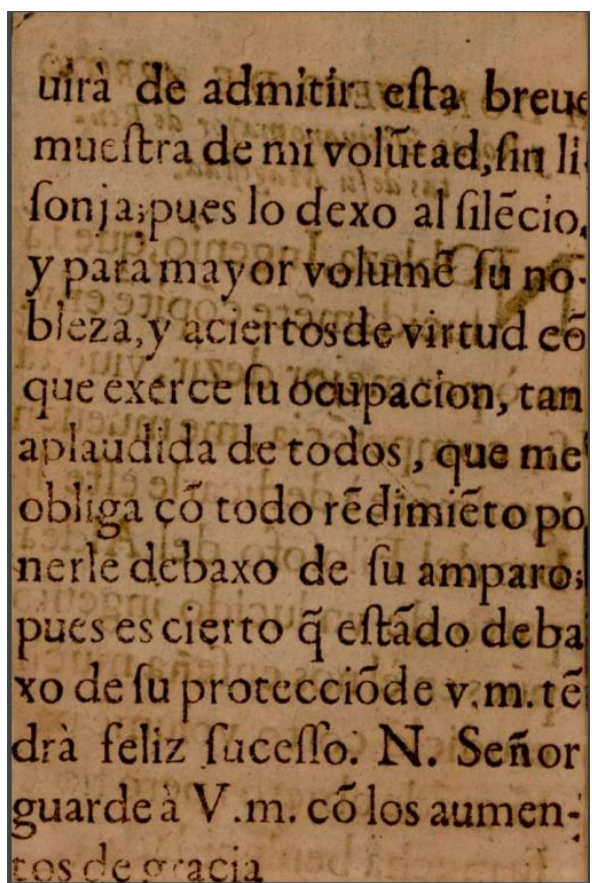 uirà de admitir esta breue
muestra de mi volũtad, sin li
sonja; pues lo dexo al silẽcio,
y para mayor volumẽ su no-
bleza, y aciertos de virtud cõ
que exerce su ocupacion, tan
aplaudida de todos, que me
obliga cõ todo rẽdimiẽto po
nerle debaxo de su amparo;
pues es cierto q̃ estãdo deba
xo de su protecciõ de v.m. tẽ
drà feliz sucesso. N. Señor
guarde à V.m. cõ los aumen-
tos de gracia